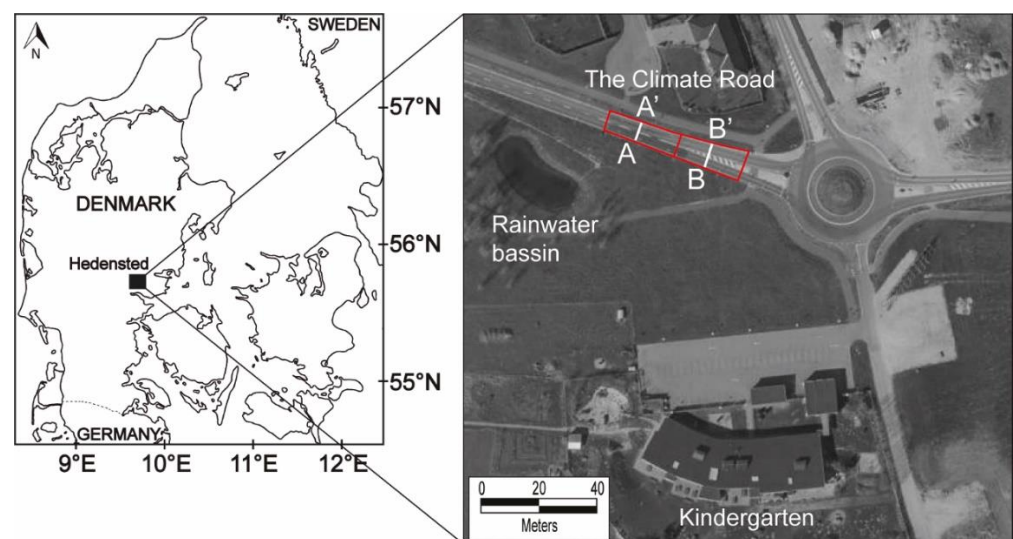 SWEDEN
N
57°N
DENMARK
56°N
Hedensted
55°N
GERMANY
9°E
10°E
11°E
12°E
The Climate Road
A'
B'
A
B
Rainwater
bassin
0
20
40
Meters
Kindergarten